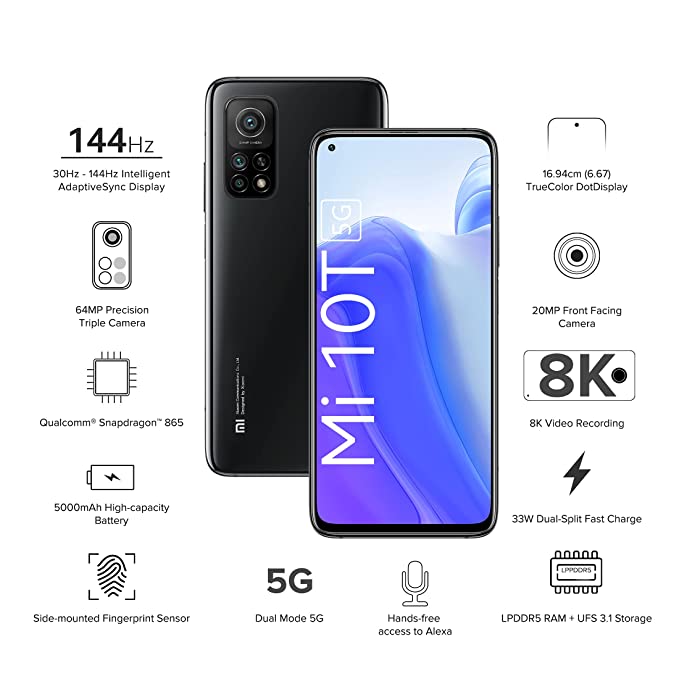 144Hz
30Hz - 144Hz Intelligent
AdaptiveSync Display
64MP Precision
Triple Camera
Qualcomm® Snapdragon™ 865
5000mAh High-capacity
Battery
Side-mounted Fingerprint Sensor
mi
Mi 10T 5G
5G
Dual Mode 5G
Hands-free
access to Alexa
16.94cm (6.67)
TrueColor DotDisplay
20MP Front Facing
Camera
8K
8K Video Recording
33W Dual-Split Fast Charge
LPPDDR5
LPDDR5 RAM + UFS 3.1 Storage